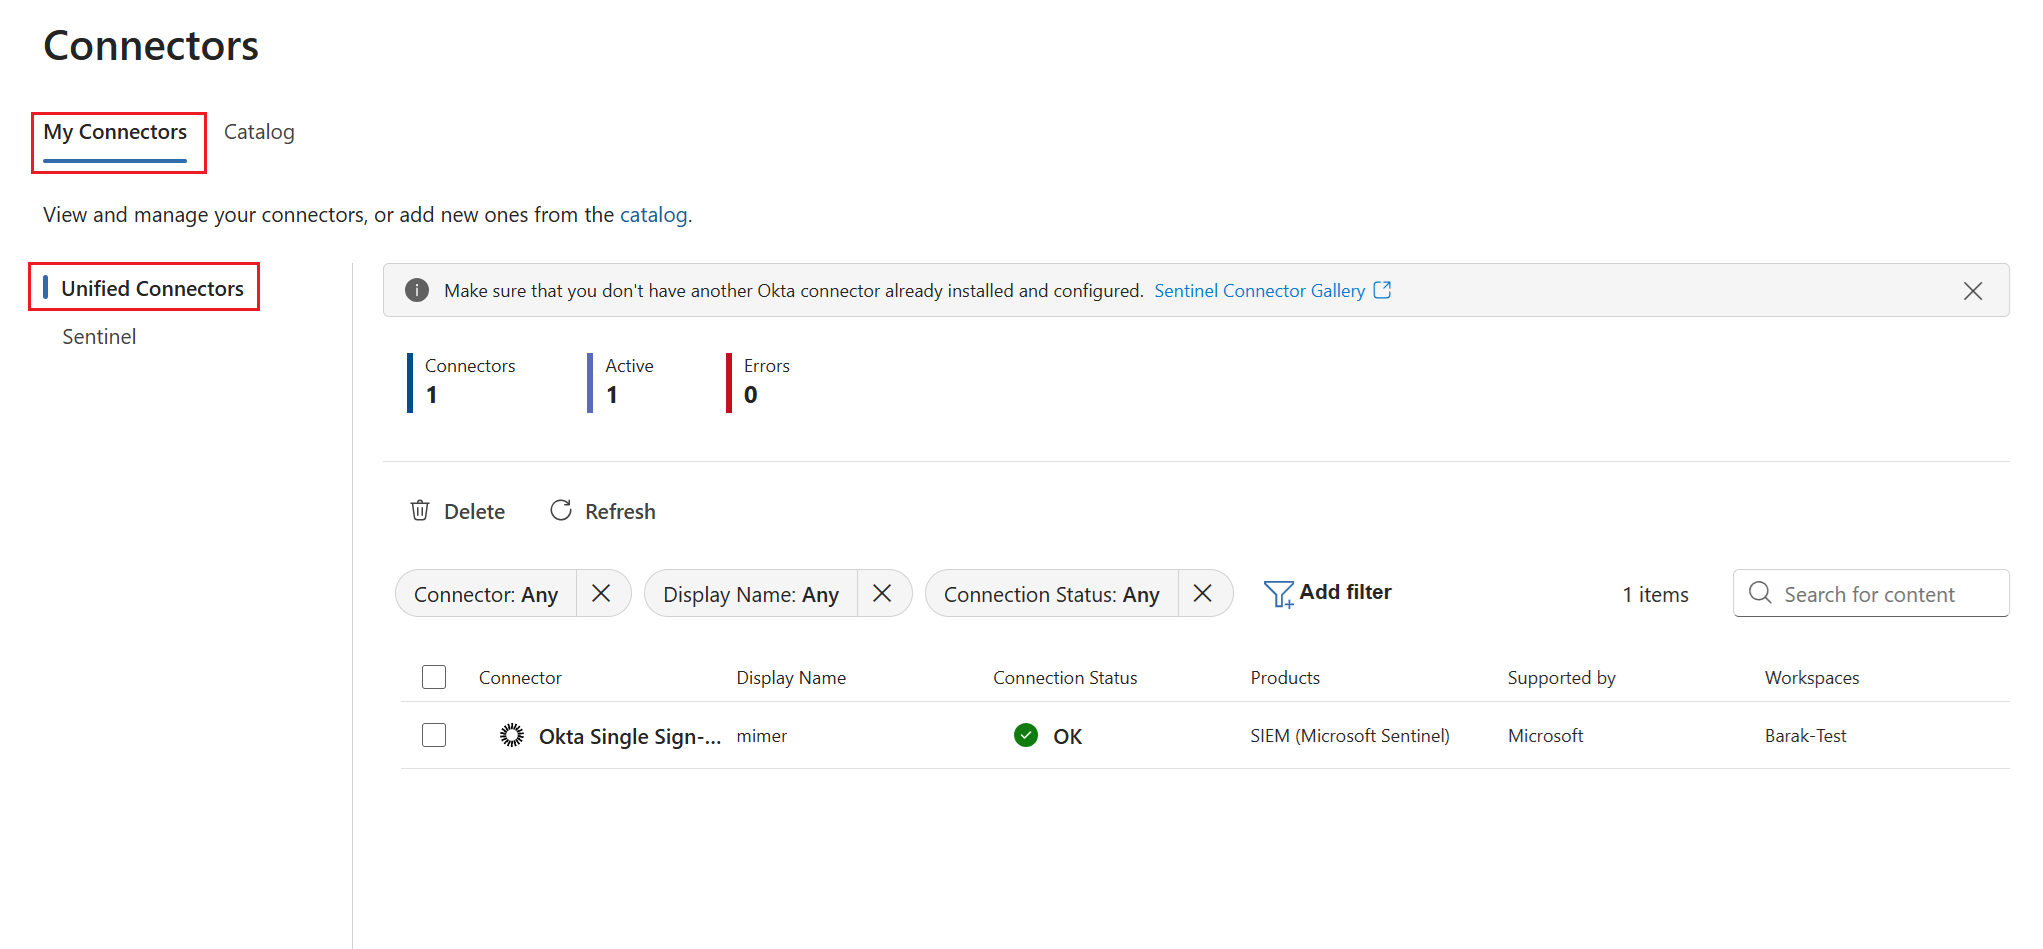 Connectors
My Connectors Catalog
View and manage your connectors, or add new ones from the catalog.
Unified Connectors
Sentinel
Make sure that you don't have another Okta connector already installed and configured. Sentinel Connector Gallery
Connectors Active Errors
1 1 0
Delete Refresh
Connector: Any Display Name: Any Connection Status: Any Add filter 1 items Search for content
Connector Display Name Connection Status Products Supported by Workspaces
Okta Single Sign-... mimer OK SIEM (Microsoft Sentinel) Microsoft Barak-Test